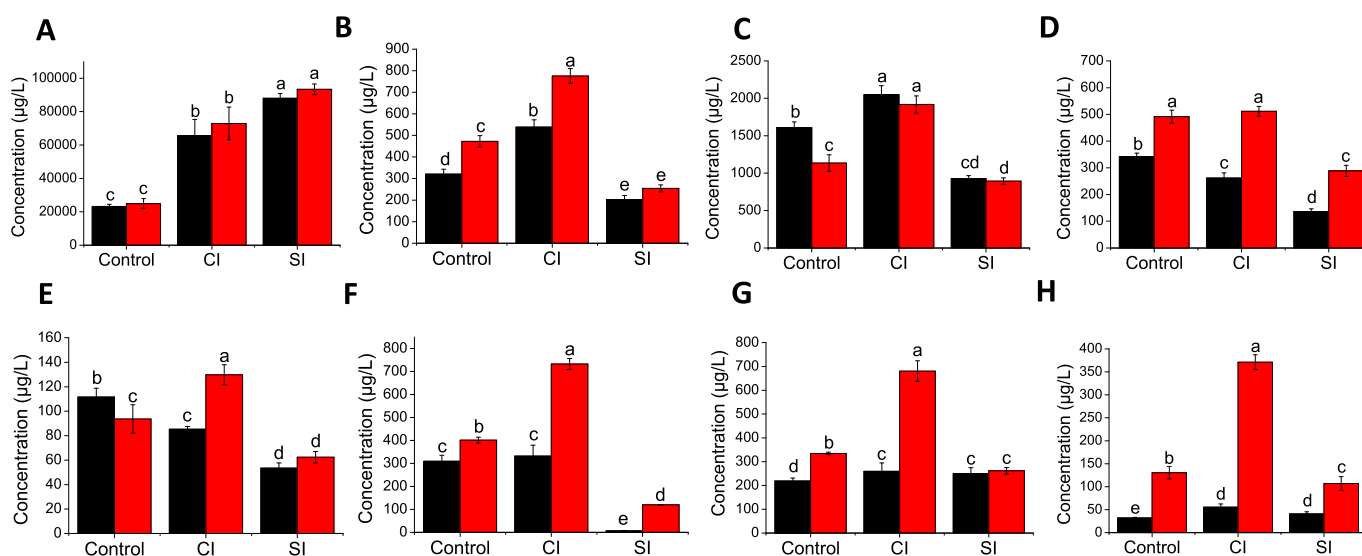 A
Concentration (µg/L)
100000
80000
60000
40000
20000
0
c c b b a a
Control CI SI
B
Concentration (µg/L)
900
800
700
600
500
400
300
200
100
0
d c b a e e
Control CI SI
C
Concentration (µg/L)
2500
2000
1500
1000
500
0
b c a a cd d
Control CI SI
D
Concentration (µg/L)
700
600
500
400
300
200
100
0
b a c a d c
Control CI SI
E
Concentration (µg/L)
160
140
120
100
80
60
40
20
0
b c c a d d
Control CI SI
F
Concentration (µg/L)
800
700
600
500
400
300
200
100
0
c b c a e d
Control CI SI
G
Concentration (µg/L)
800
700
600
500
400
300
200
100
0
d b c a c c
Control CI SI
H
Concentration (µg/L)
400
350
300
250
200
150
100
50
0
e b d a d c
Control CI SI